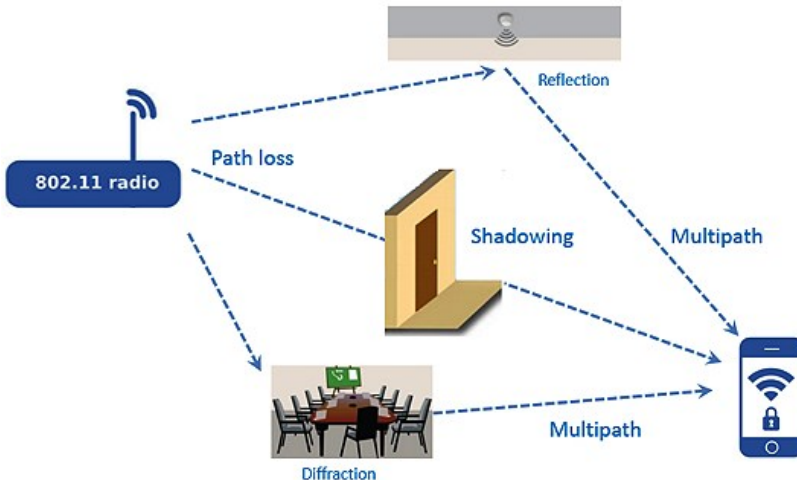 Reflection
Path loss
802.11 radio
Shadowing
Multipath
Multipath
Diffraction